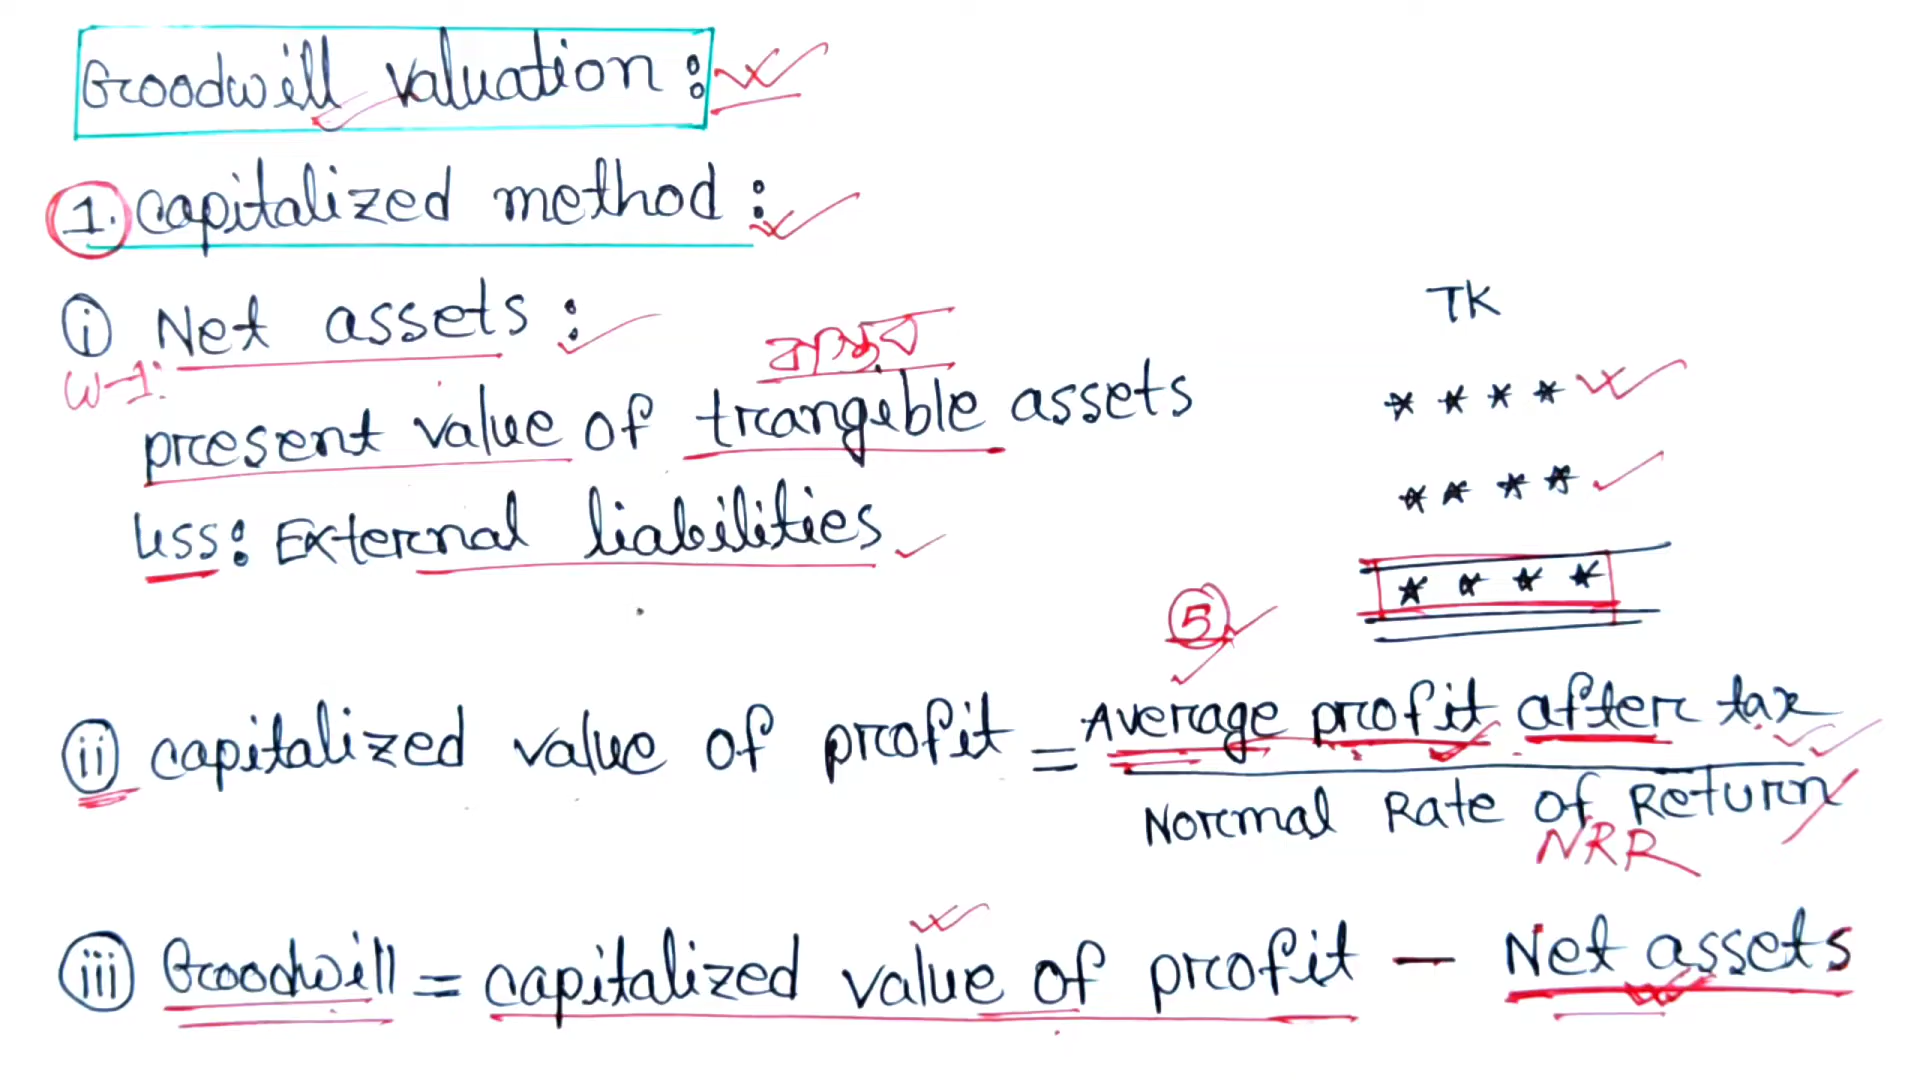 Goodwill valuation:
1. capitalized method:
i Net assets:
TK
W-1:
present value of trangible assets
* * * *
less: External liabilities
* * * *
* * * *
5
ii capitalized value of profit = Average profit after tax
Normal Rate of Return
NRR
iii Goodwill = capitalized value of profit - Net assets